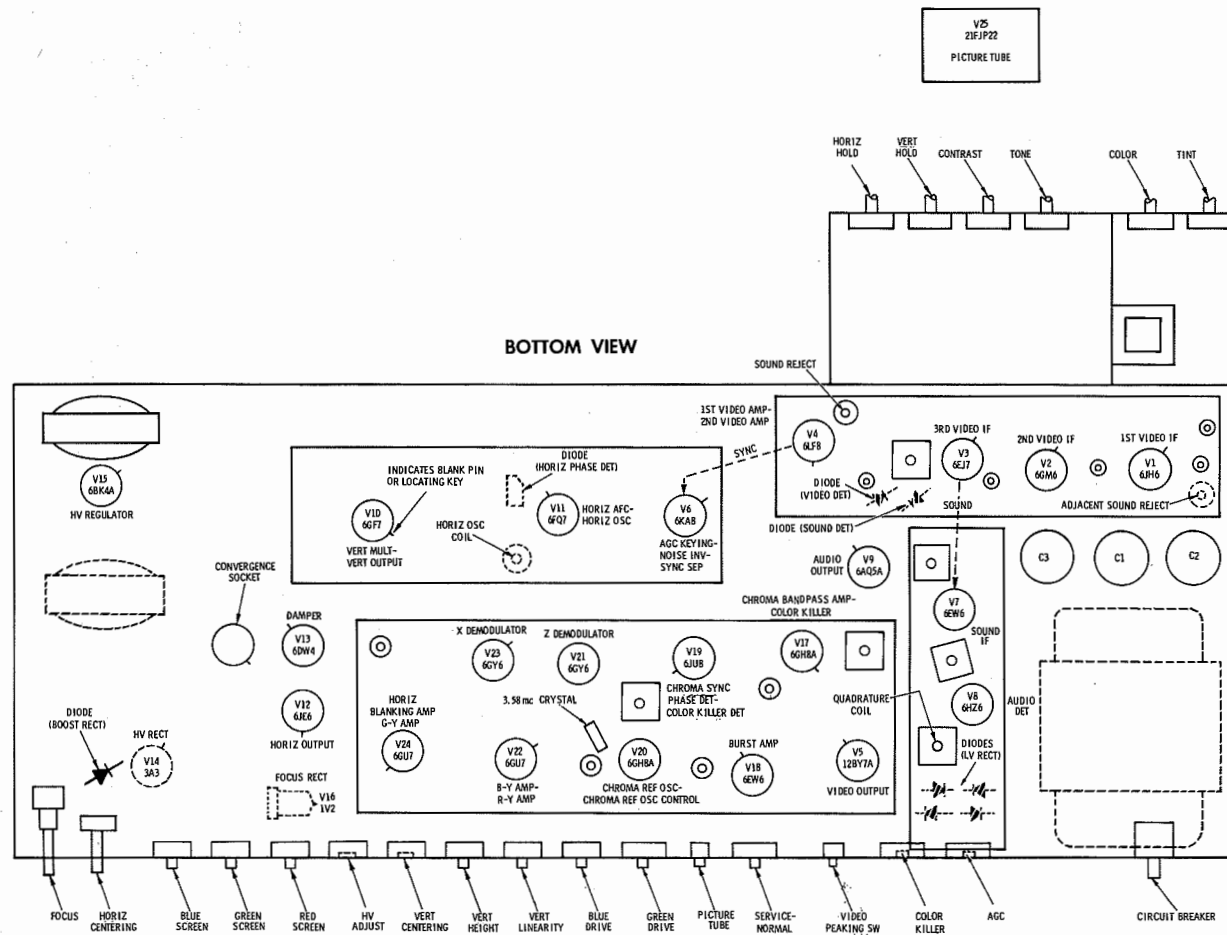 V25
21FJP22
PICTURE TUBE
HORIZ
HOLD
VERT
HOLD
CONTRAST
TONE
COLOR
TINT
BOTTOM VIEW
SOUND REJECT
1ST VIDEO AMP-
2ND VIDEO AMP
V4
6LF8
SYNC
3RD VIDEO IF
V3
6EJ7
2ND VIDEO IF
V2
6GM6
1ST VIDEO IF
V1
6JH6
DIODE
(VIDEO DET)
DIODE (SOUND DET)
SOUND
ADJACENT SOUND REJECT
V15
6BK4A
HV REGULATOR
INDICATES BLANK PIN
OR LOCATING KEY
DIODE
(HORIZ PHASE DET)
V10
6GF7
VERT MULT-
VERT OUTPUT
HORIZ OSC
COIL
V11
6FQ7
HORIZ AFC-
HORIZ OSC
V6
6KA8
AGC KEYING-
NOISE INV-
SYNC SEP
AUDIO
OUTPUT
V9
6AQ5A
C3
C1
C2
CONVERGENCE
SOCKET
DAMPER
V13
6DW4
V12
6JE6
HORIZ OUTPUT
CHROMA BANDPASS AMP-
COLOR KILLER
V17
6GH8A
X DEMODULATOR
V23
6GY6
Z DEMODULATOR
V21
6GY6
V19
6JU8
CHROMA SYNC
PHASE DET-
COLOR KILLER DET
V7
6EW6
SOUND
IF
QUADRATURE
COIL
V8
6HZ6
AUDIO
DET
DIODES
(LV RECT)
3.58mc CRYSTAL
HORIZ
BLANKING AMP
G-Y AMP
V24
6GU7
V22
6GU7
B-Y AMP-
R-Y AMP
V20
6GH8A
CHROMA REF OSC-
CHROMA REF OSC CONTROL
BURST AMP
V18
6EW6
V5
12BY7A
VIDEO OUTPUT
DIODE
(BOOST RECT)
HV RECT
V14
3A3
FOCUS RECT
V16
1V2
FOCUS
HORIZ
CENTERING
BLUE
SCREEN
GREEN
SCREEN
RED
SCREEN
HV
ADJUST
VERT
CENTERING
VERT
HEIGHT
VERT
LINEARITY
BLUE
DRIVE
GREEN
DRIVE
PICTURE
TUBE
SERVICE-
NORMAL
VIDEO
PEAKING SW
COLOR
KILLER
AGC
CIRCUIT BREAKER